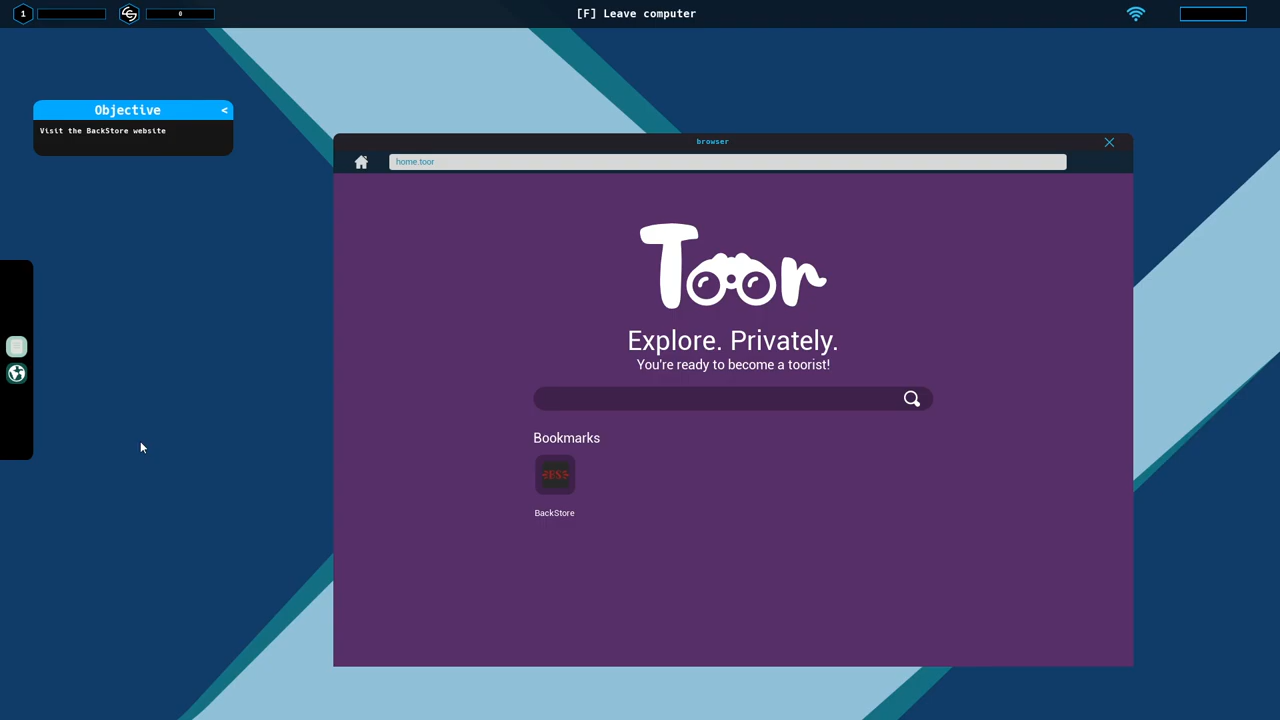 1
0
[F] Leave computer
Objective <
Visit the BackStore website
browser
home.toor
Toor
Explore. Privately.
You're ready to become a toorist!
Bookmarks
BS
BackStore